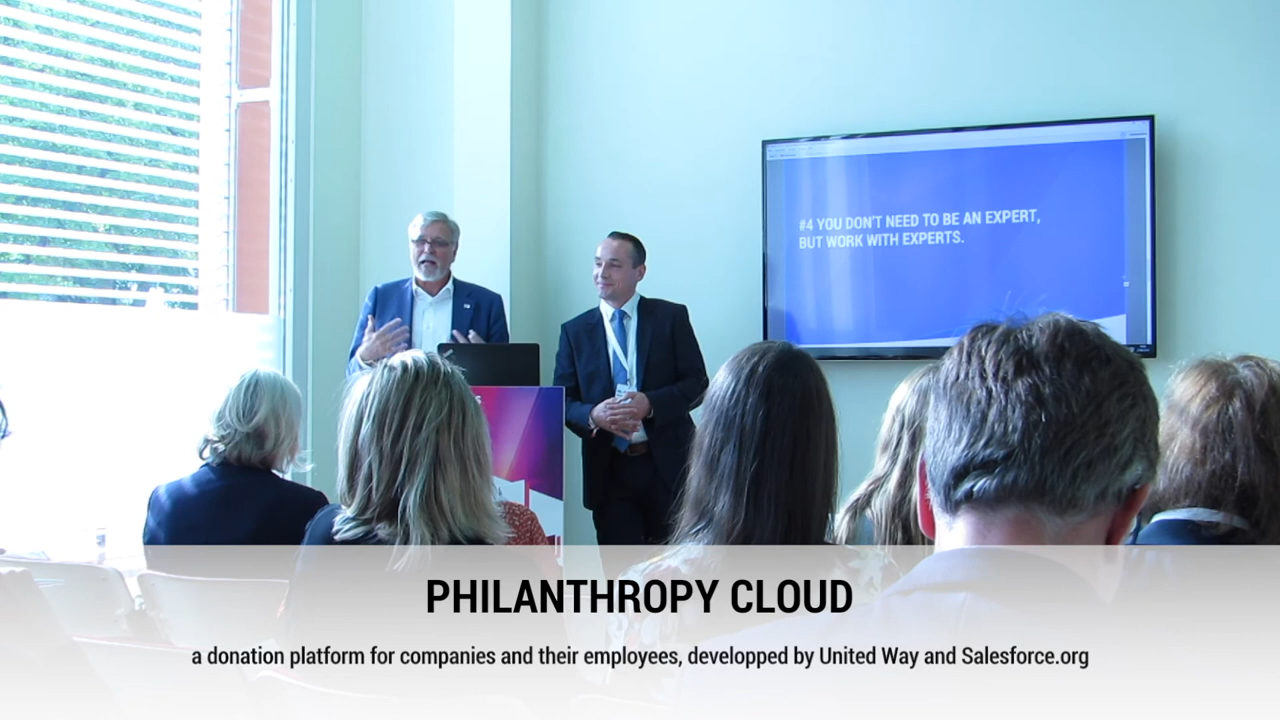 #4 YOU DON'T NEED TO BE AN EXPERT,
BUT WORK WITH EXPERTS.
PHILANTHROPY CLOUD
a donation platform for companies and their employees, developped by United Way and Salesforce.org